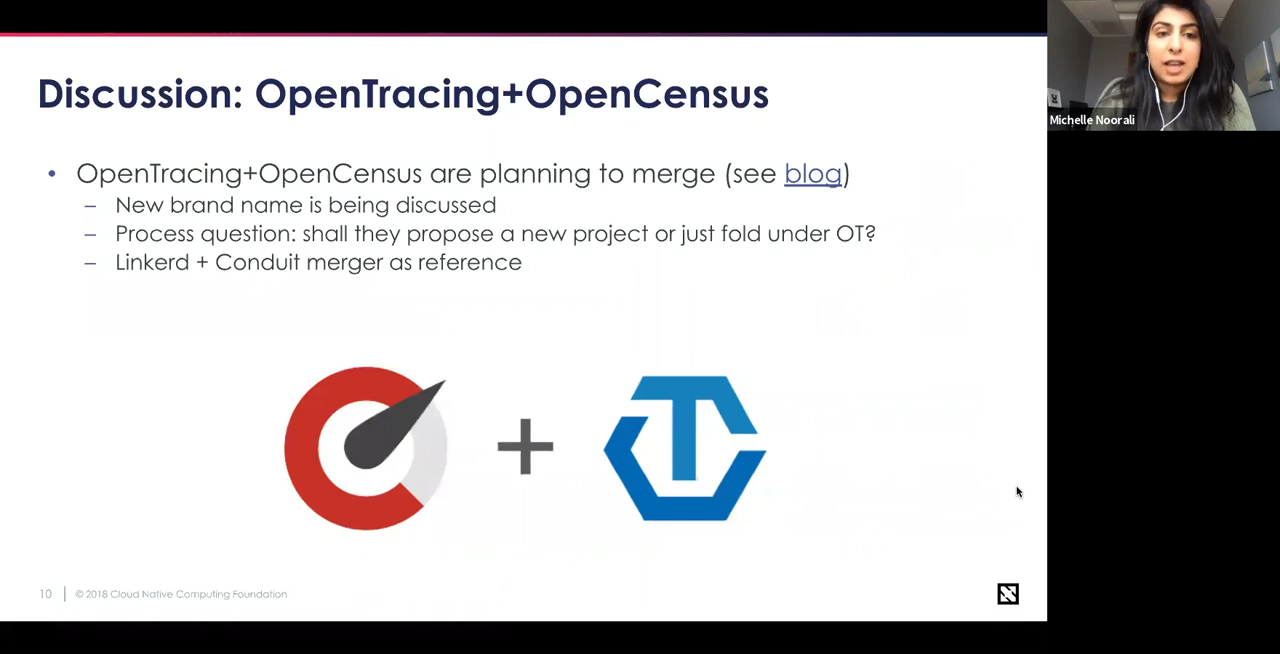 Discussion: OpenTracing+OpenCensus
Michelle Noorali
• OpenTracing+OpenCensus are planning to merge (see blog)
– New brand name is being discussed
– Process question: shall they propose a new project or just fold under OT?
– Linkerd + Conduit merger as reference
+
10 | © 2018 Cloud Native Computing Foundation